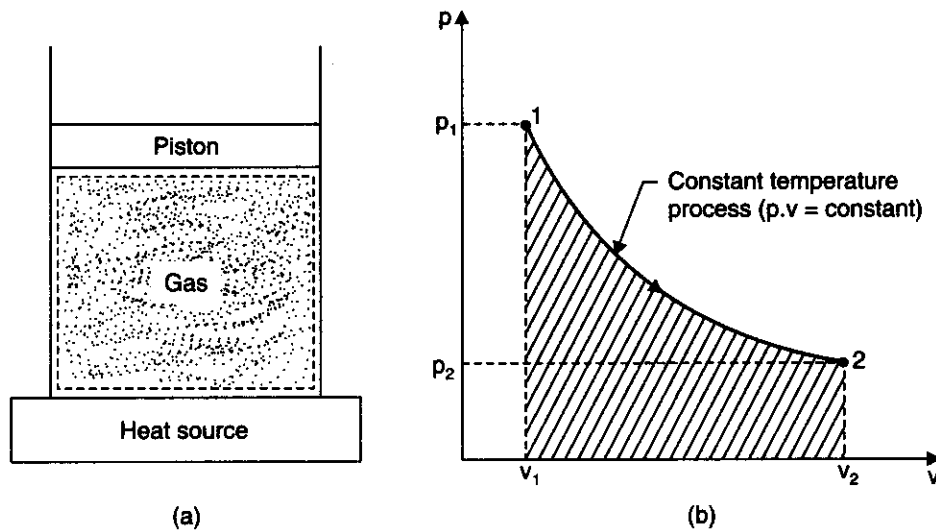 Piston
Gas
Heat source
(a)
p
p₁
1
Constant temperature
process (p.v = constant)
p₂
2
v₁
v₂
v
(b)